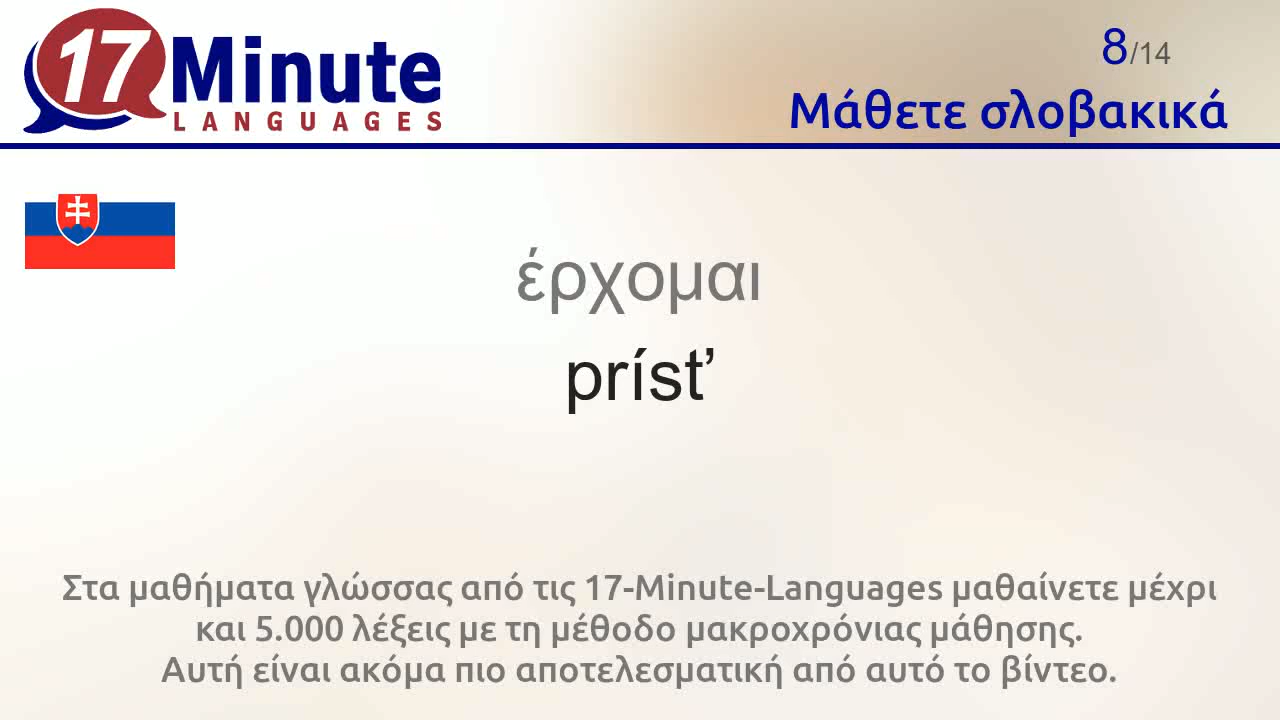 17 Minute
LANGUAGES
8/14
Μάθετε σλοβακικά
έρχομαι
prísť
Στα μαθήματα γλώσσας από τις 17-Minute-Languages μαθαίνετε μέχρι
και 5.000 λέξεις με τη μέθοδο μακροχρόνιας μάθησης.
Αυτή είναι ακόμα πιο αποτελεσματική από αυτό το βίντεο.